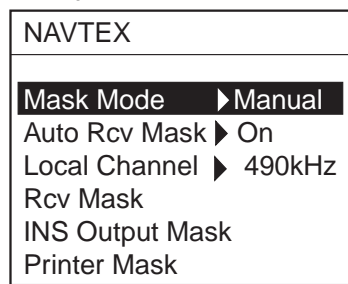 NAVTEX
Mask Mode ▶Manual
Auto Rcv Mask ▶ On
Local Channel ▶ 490kHz
Rcv Mask
INS Output Mask
Printer Mask